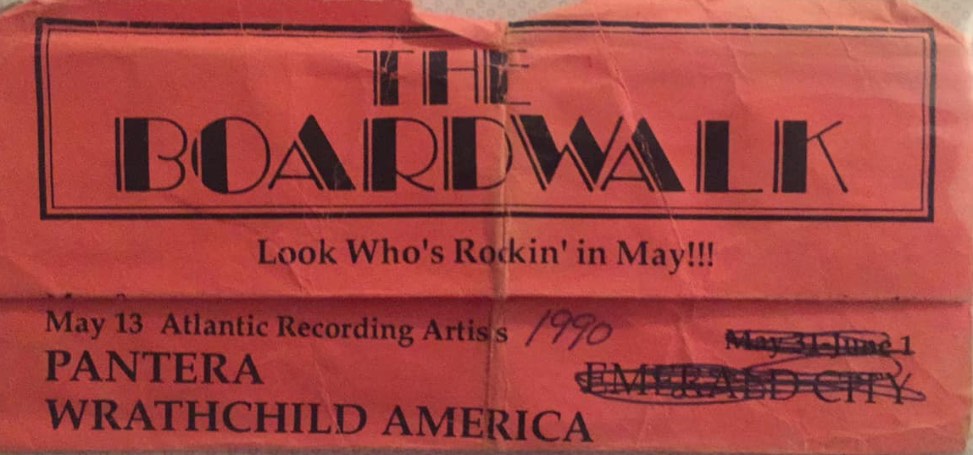 THE
BOARDWALK
Look Who's Rockin' in May!!!
May 13 Atlantic Recording Artists 1990
PANTERA
WRATHCHILD AMERICA
May 31-June 1
EMERALD CITY